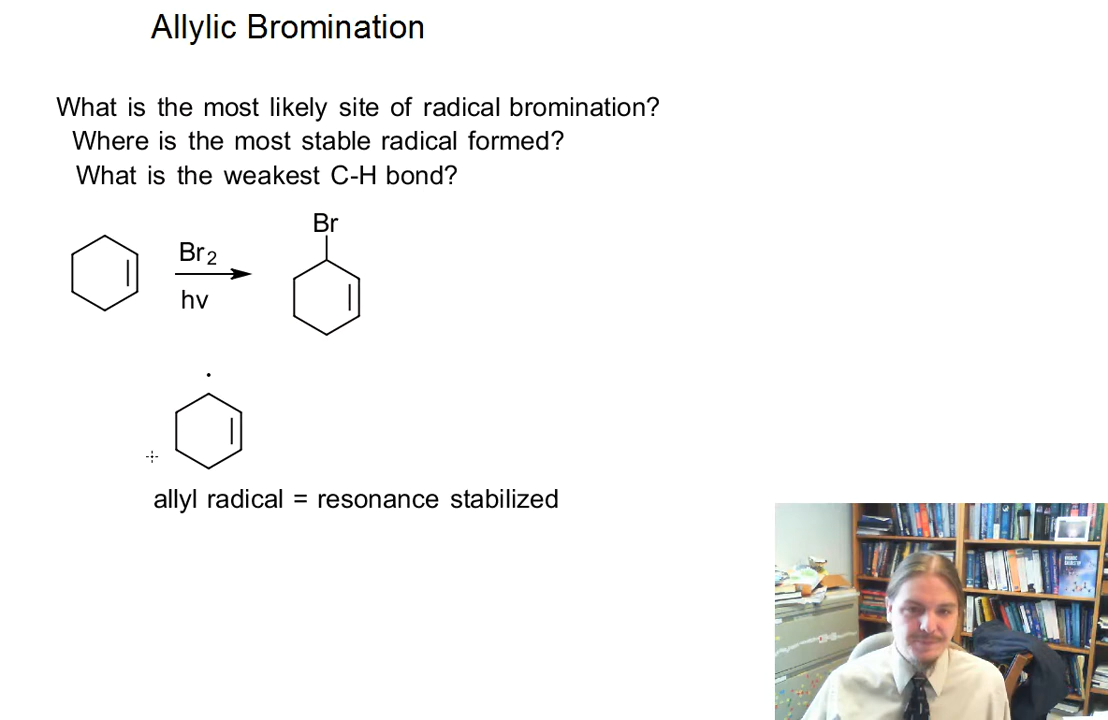 Allylic Bromination
What is the most likely site of radical bromination?
Where is the most stable radical formed?
What is the weakest C-H bond?
Br
Br2
hv
allyl radical = resonance stabilized